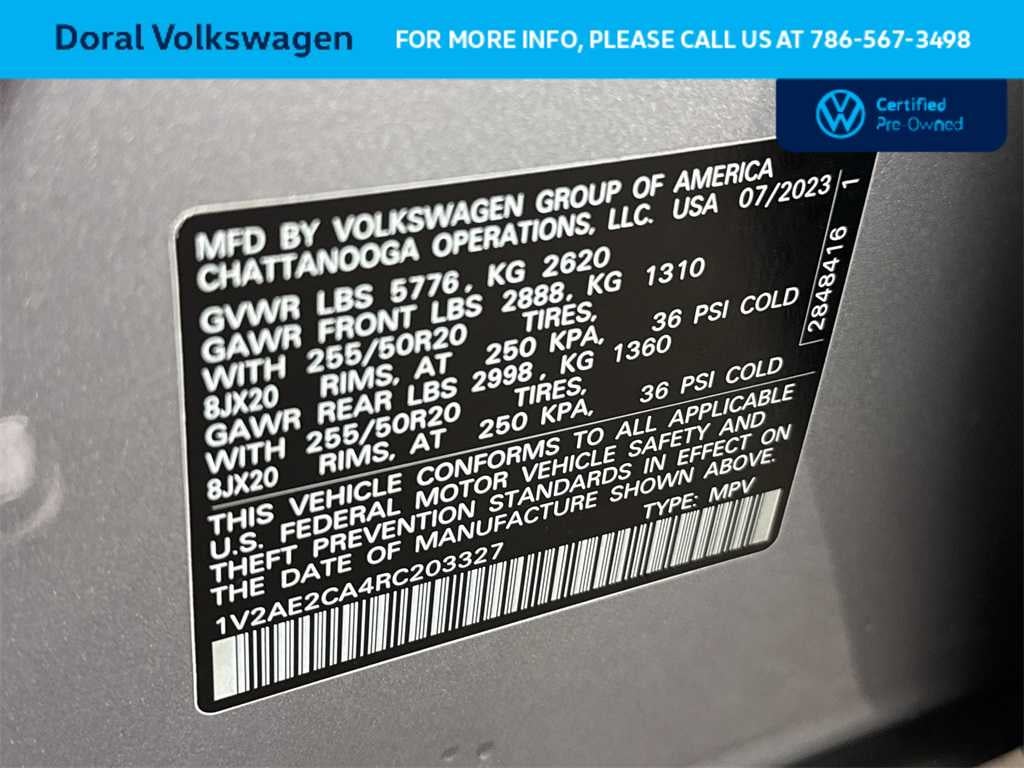 Doral Volkswagen
FOR MORE INFO, PLEASE CALL US AT 786-567-3498
Certified
Pre-Owned
MFD BY VOLKSWAGEN GROUP OF AMERICA
CHATTANOOGA OPERATIONS, LLC. USA 07/2023
GVWR LBS 5776, KG 2620
GAWR FRONT LBS 2888, KG 1310
WITH 255/50R20 TIRES,
8JX20 RIMS, AT 250 KPA, 36 PSI COLD
GAWR REAR LBS 2998, KG 1360
WITH 255/50R20 TIRES,
8JX20 RIMS, AT 250 KPA, 36 PSI COLD
2848416 1
THIS VEHICLE CONFORMS TO ALL APPLICABLE
U.S. FEDERAL MOTOR VEHICLE SAFETY AND
THEFT PREVENTION STANDARDS IN EFFECT ON
THE DATE OF MANUFACTURE SHOWN ABOVE.
1V2AE2CA4RC203327 TYPE: MPV